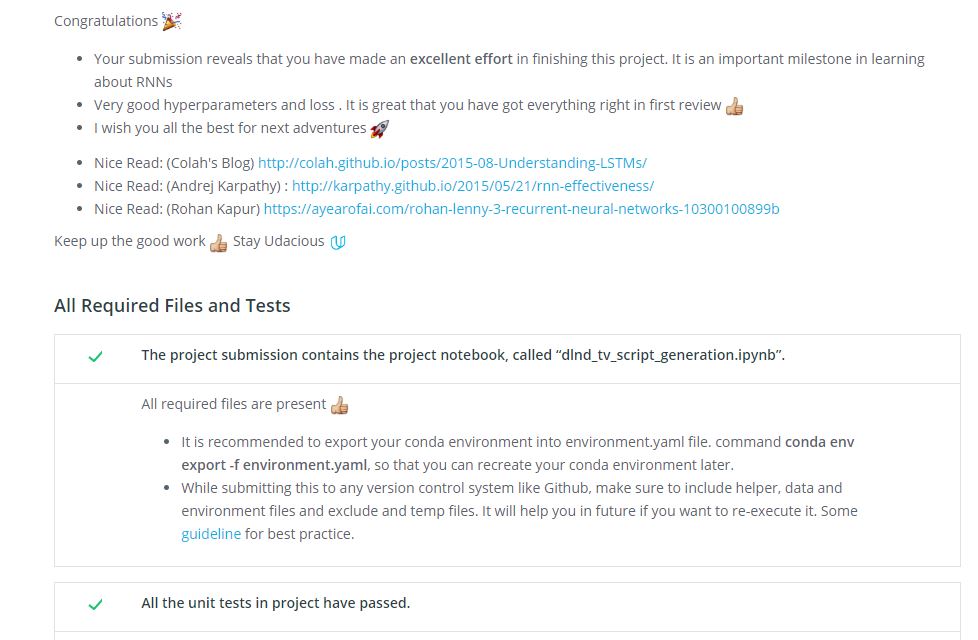 Congratulations 🎉
• Your submission reveals that you have made an excellent effort in finishing this project. It is an important milestone in learning
about RNNs
• Very good hyperparameters and loss . It is great that you have got everything right in first review 👍
• I wish you all the best for next adventures 🚀
• Nice Read: (Colah's Blog) http://colah.github.io/posts/2015-08-Understanding-LSTMs/
• Nice Read: (Andrej Karpathy) : http://karpathy.github.io/2015/05/21/rnn-effectiveness/
• Nice Read: (Rohan Kapur) https://ayearofai.com/rohan-lenny-3-recurrent-neural-networks-10300100899b
Keep up the good work 👍 Stay Udacious
All Required Files and Tests
✓ The project submission contains the project notebook, called “dlnd_tv_script_generation.ipynb”.
All required files are present 👍
• It is recommended to export your conda environment into environment.yaml file. command conda env
export -f environment.yaml, so that you can recreate your conda environment later.
• While submitting this to any version control system like Github, make sure to include helper, data and
environment files and exclude and temp files. It will help you in future if you want to re-execute it. Some
guideline for best practice.
✓ All the unit tests in project have passed.